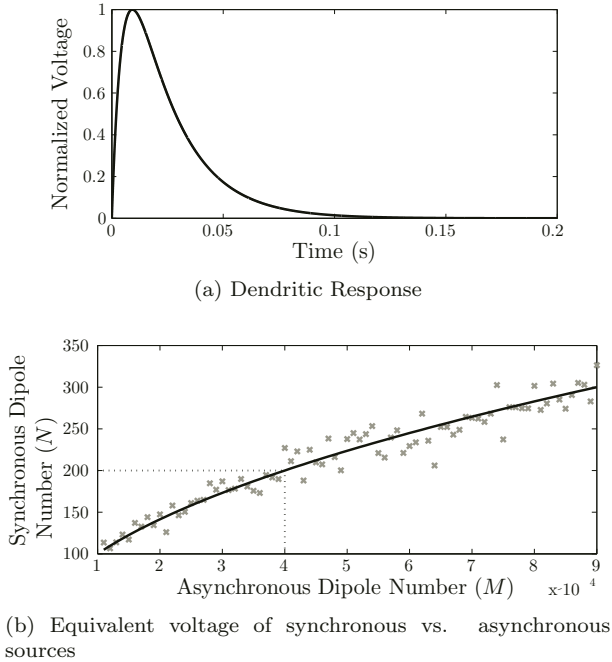 1
0.8
0.6
0.4
0.2
0
Normalized Voltage
0 0.05 0.1 0.15 0.2
Time (s)
(a) Dendritic Response
350
300
250
200
150
100
Synchronous Dipole
Number (N)
1 2 3 4 5 6 7 8 9
Asynchronous Dipole Number (M) x·10 4
(b) Equivalent voltage of synchronous vs. asynchronous
sources